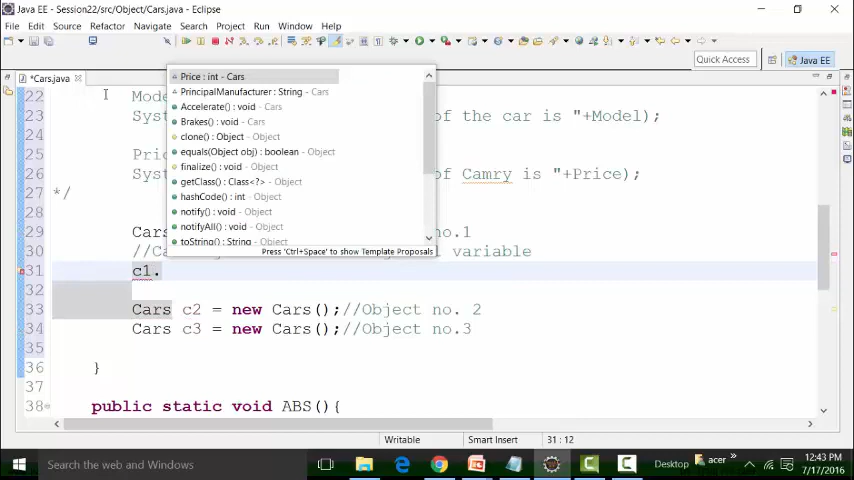 Java EE - Session22/src/Object/Cars.java - Eclipse
File Edit Source Refactor Navigate Search Project Run Window Help
Quick Access
Java EE
*Cars.java
Price : int - Cars
PrincipalManufacturer : String - Cars
Accelerate() : void - Cars
Brakes() : void - Cars
clone() : Object - Object
equals(Object obj) : boolean - Object
finalize() : void - Object
getClass() : Class<?> - Object
hashCode() : int - Object
notify() : void - Object
notifyAll() : void - Object
toString() : String - Object
Press 'Ctrl+Space' to show Template Proposals
22 Mode
23 Syst of the car is "+Model);
24
25 Pric
26 Syst of Camry is "+Price);
27 */
28
29 Cars no.1
30 //Ca l variable
31 c1.
32
33 Cars c2 = new Cars();//Object no. 2
34 Cars c3 = new Cars();//Object no.3
35
36 }
37
38 public static void ABS(){
Writable Smart Insert 31 : 12
Search the web and Windows
Desktop acer
12:43 PM
7/17/2016